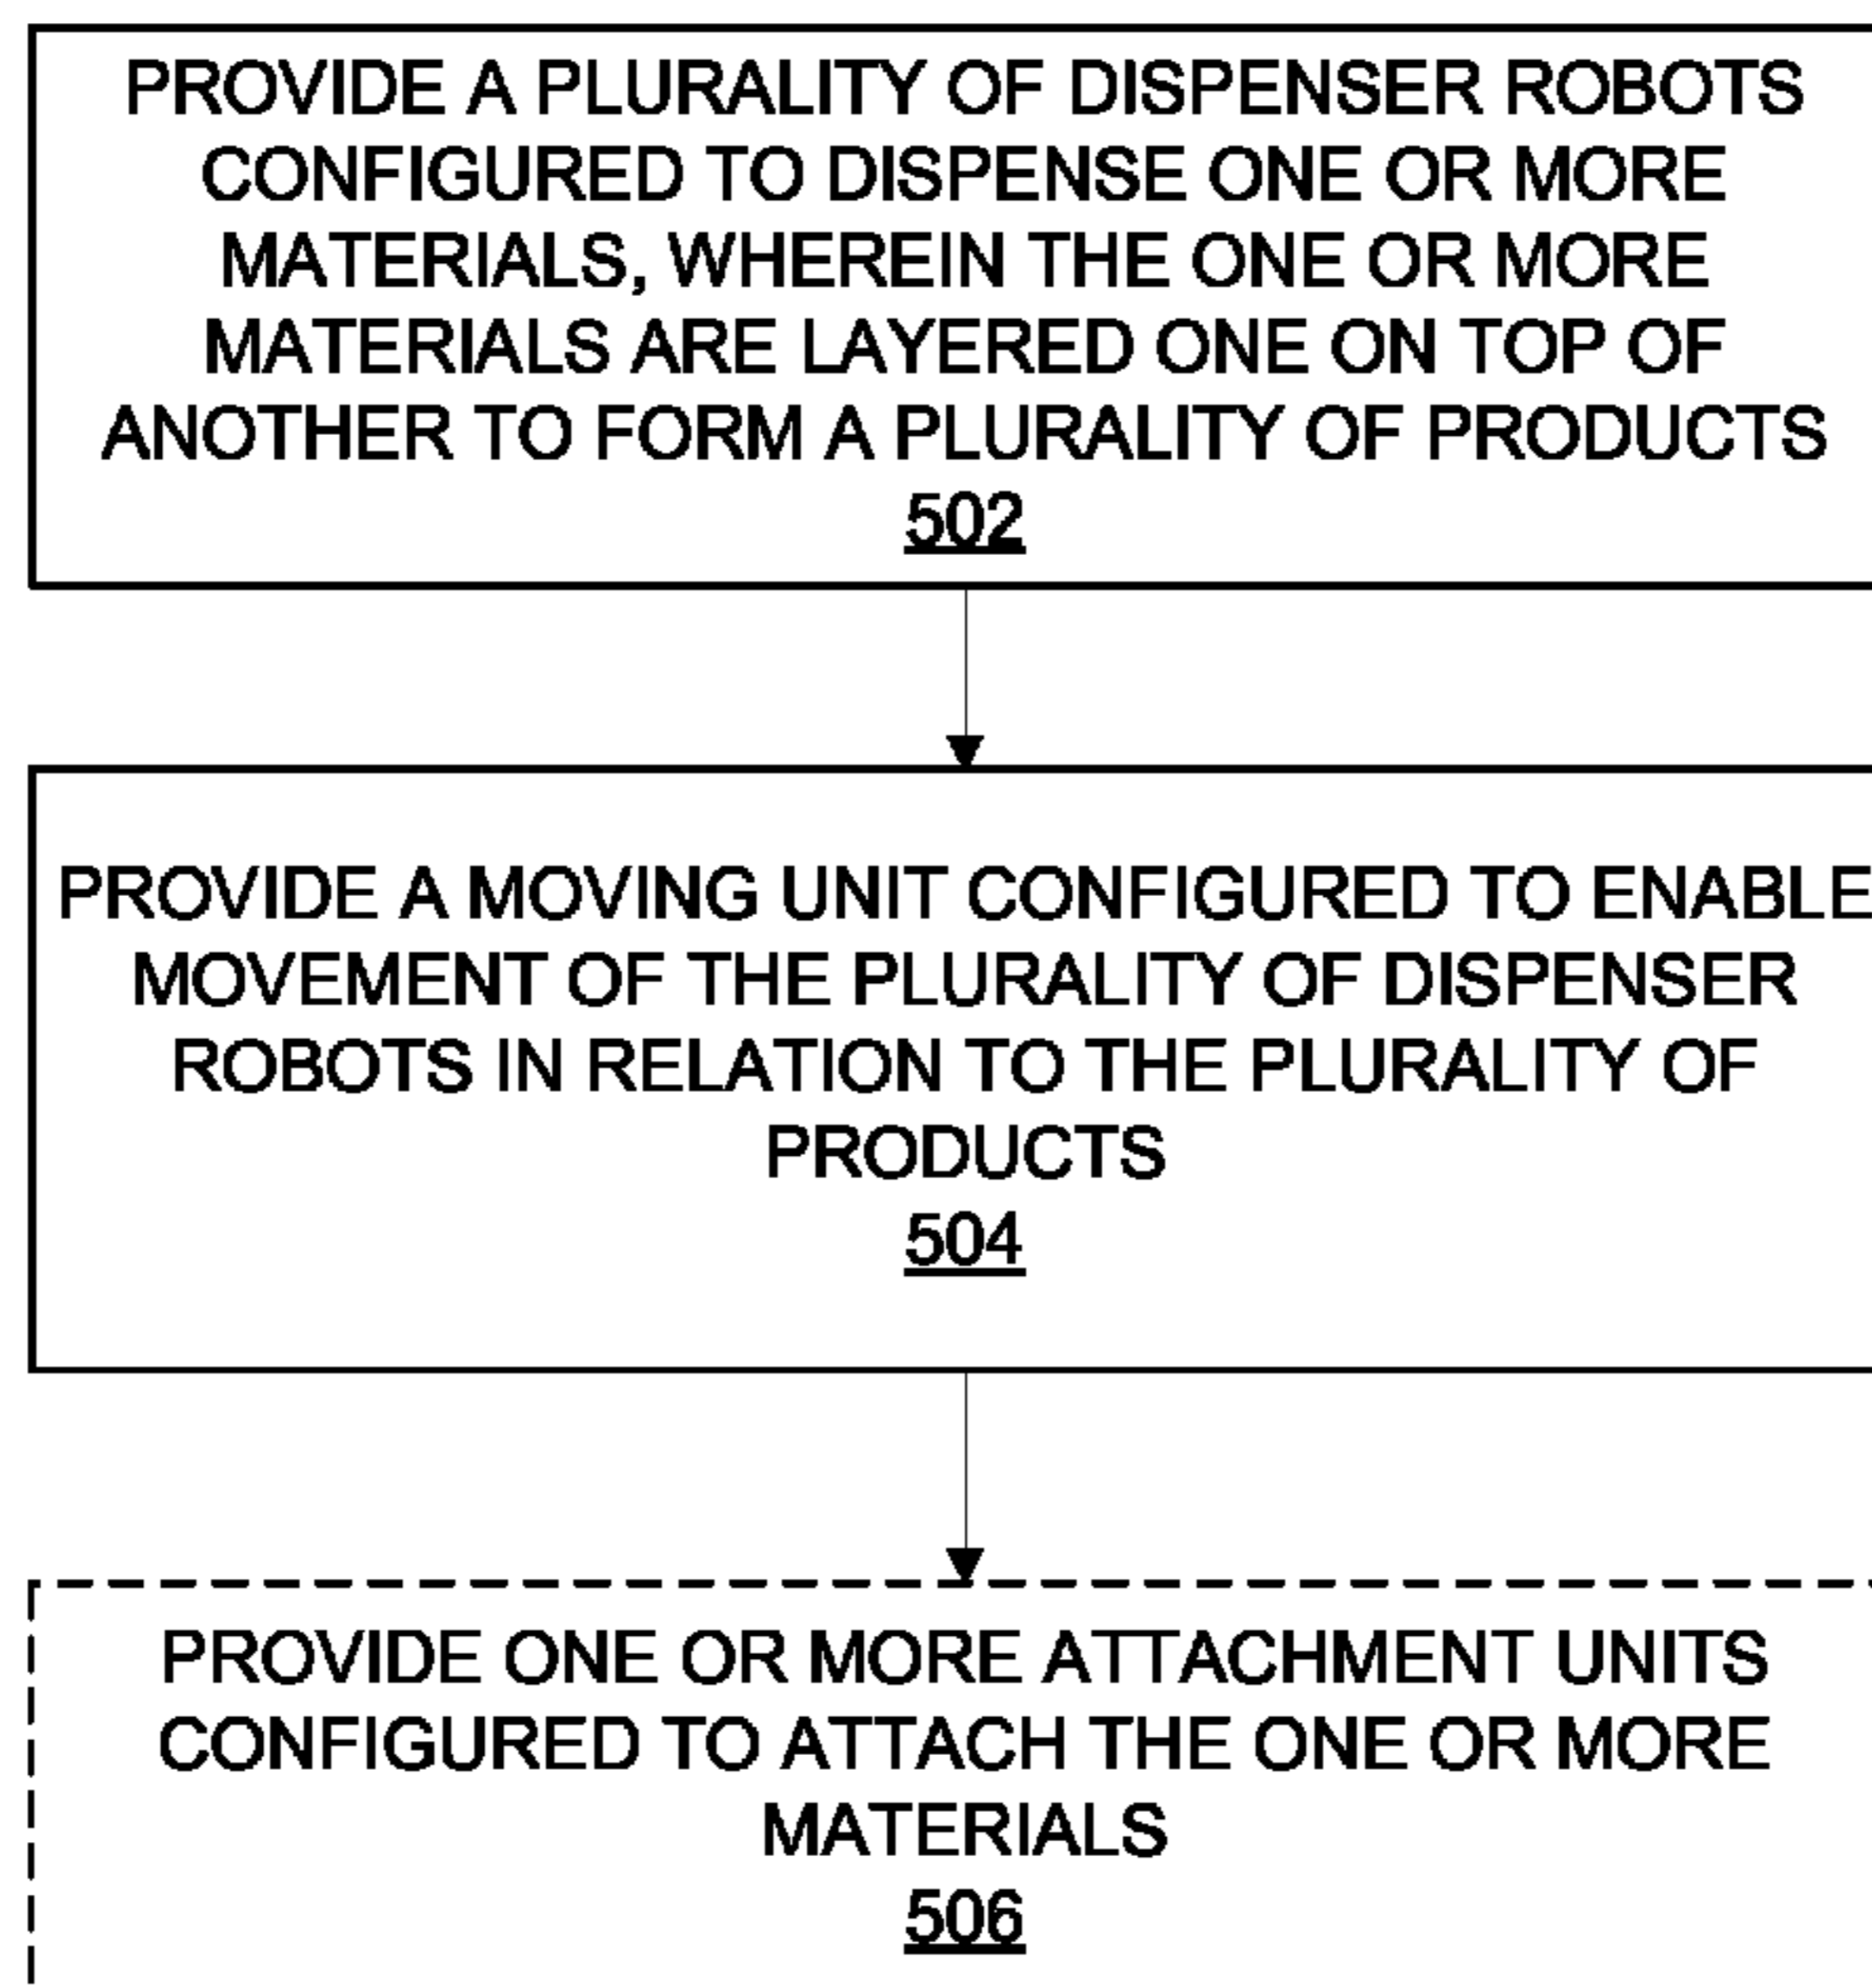 PROVIDE A PLURALITY OF DISPENSER ROBOTS
CONFIGURED TO DISPENSE ONE OR MORE
MATERIALS, WHEREIN THE ONE OR MORE
MATERIALS ARE LAYERED ONE ON TOP OF
ANOTHER TO FORM A PLURALITY OF PRODUCTS
502
PROVIDE A MOVING UNIT CONFIGURED TO ENABLE
MOVEMENT OF THE PLURALITY OF DISPENSER
ROBOTS IN RELATION TO THE PLURALITY OF
PRODUCTS
504
PROVIDE ONE OR MORE ATTACHMENT UNITS
CONFIGURED TO ATTACH THE ONE OR MORE
MATERIALS
506